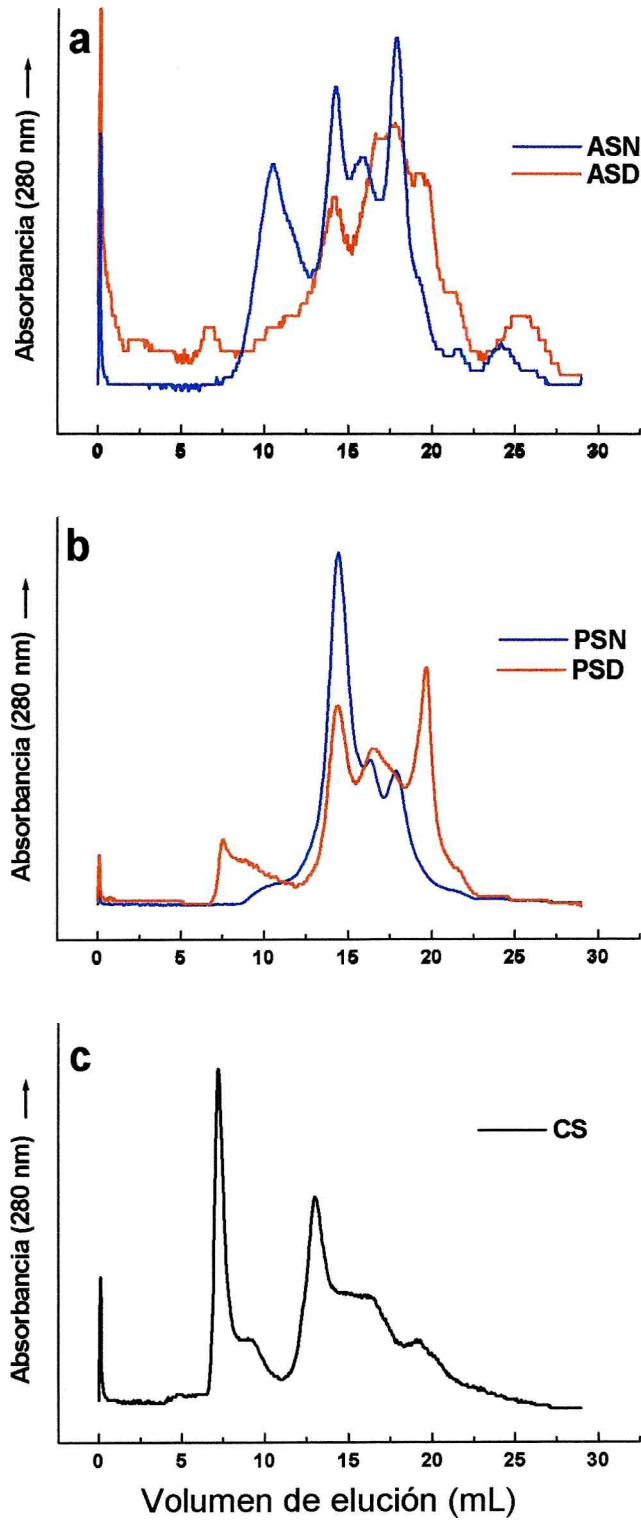 a
Absorbancia (280 nm) →
ASN
ASD
0 5 10 15 20 25 30
b
Absorbancia (280 nm) →
PSN
PSD
0 5 10 15 20 25 30
c
Absorbancia (280 nm) →
CS
0 5 10 15 20 25 30
Volumen de elución (mL)